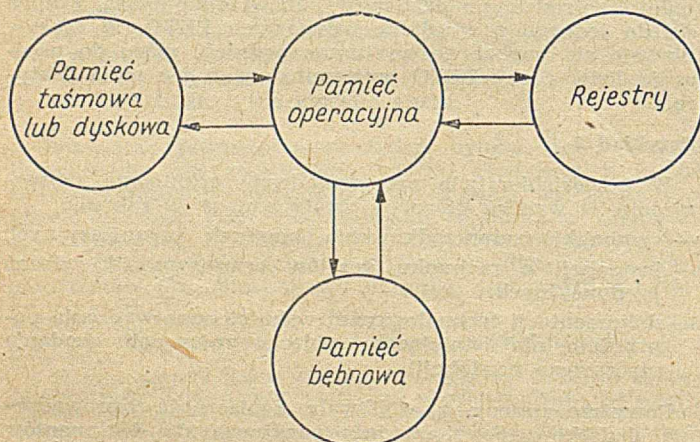 Pamięć
taśmowa
lub dyskowa
Pamięć
operacyjna
Rejestry
Pamięć
bębnowa